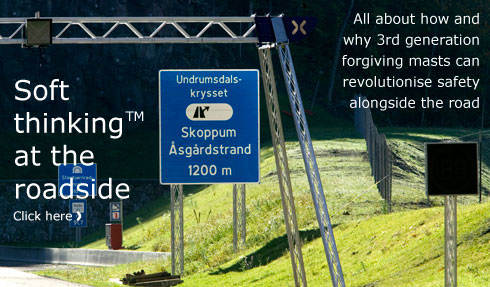 All about how and
why 3rd generation
forgiving masts can
revolutionise safety
alongside the road
Soft
thinking™
at the
roadside
Click here ❯
Undrumsdals-
krysset
Skoppum
Åsgårdstrand
1200 m